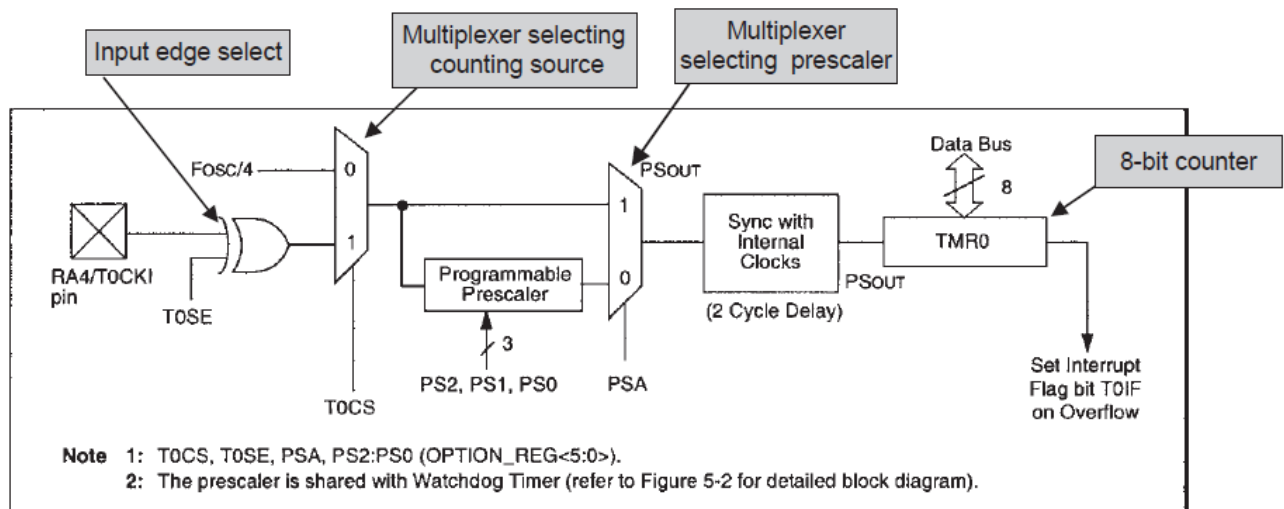 Input edge select
Multiplexer selecting
counting source
Multiplexer
selecting prescaler
8-bit counter
Data Bus
8
FOSC/4
0
1
RA4/T0CKI
pin
T0SE
T0CS
Programmable
Prescaler
3
PS2, PS1, PS0
PSOUT
1
0
PSA
Sync with
Internal
Clocks
(2 Cycle Delay)
PSOUT
TMR0
Set Interrupt
Flag bit T0IF
on Overflow
Note 1: T0CS, T0SE, PSA, PS2:PS0 (OPTION_REG<5:0>).
2: The prescaler is shared with Watchdog Timer (refer to Figure 5-2 for detailed block diagram).